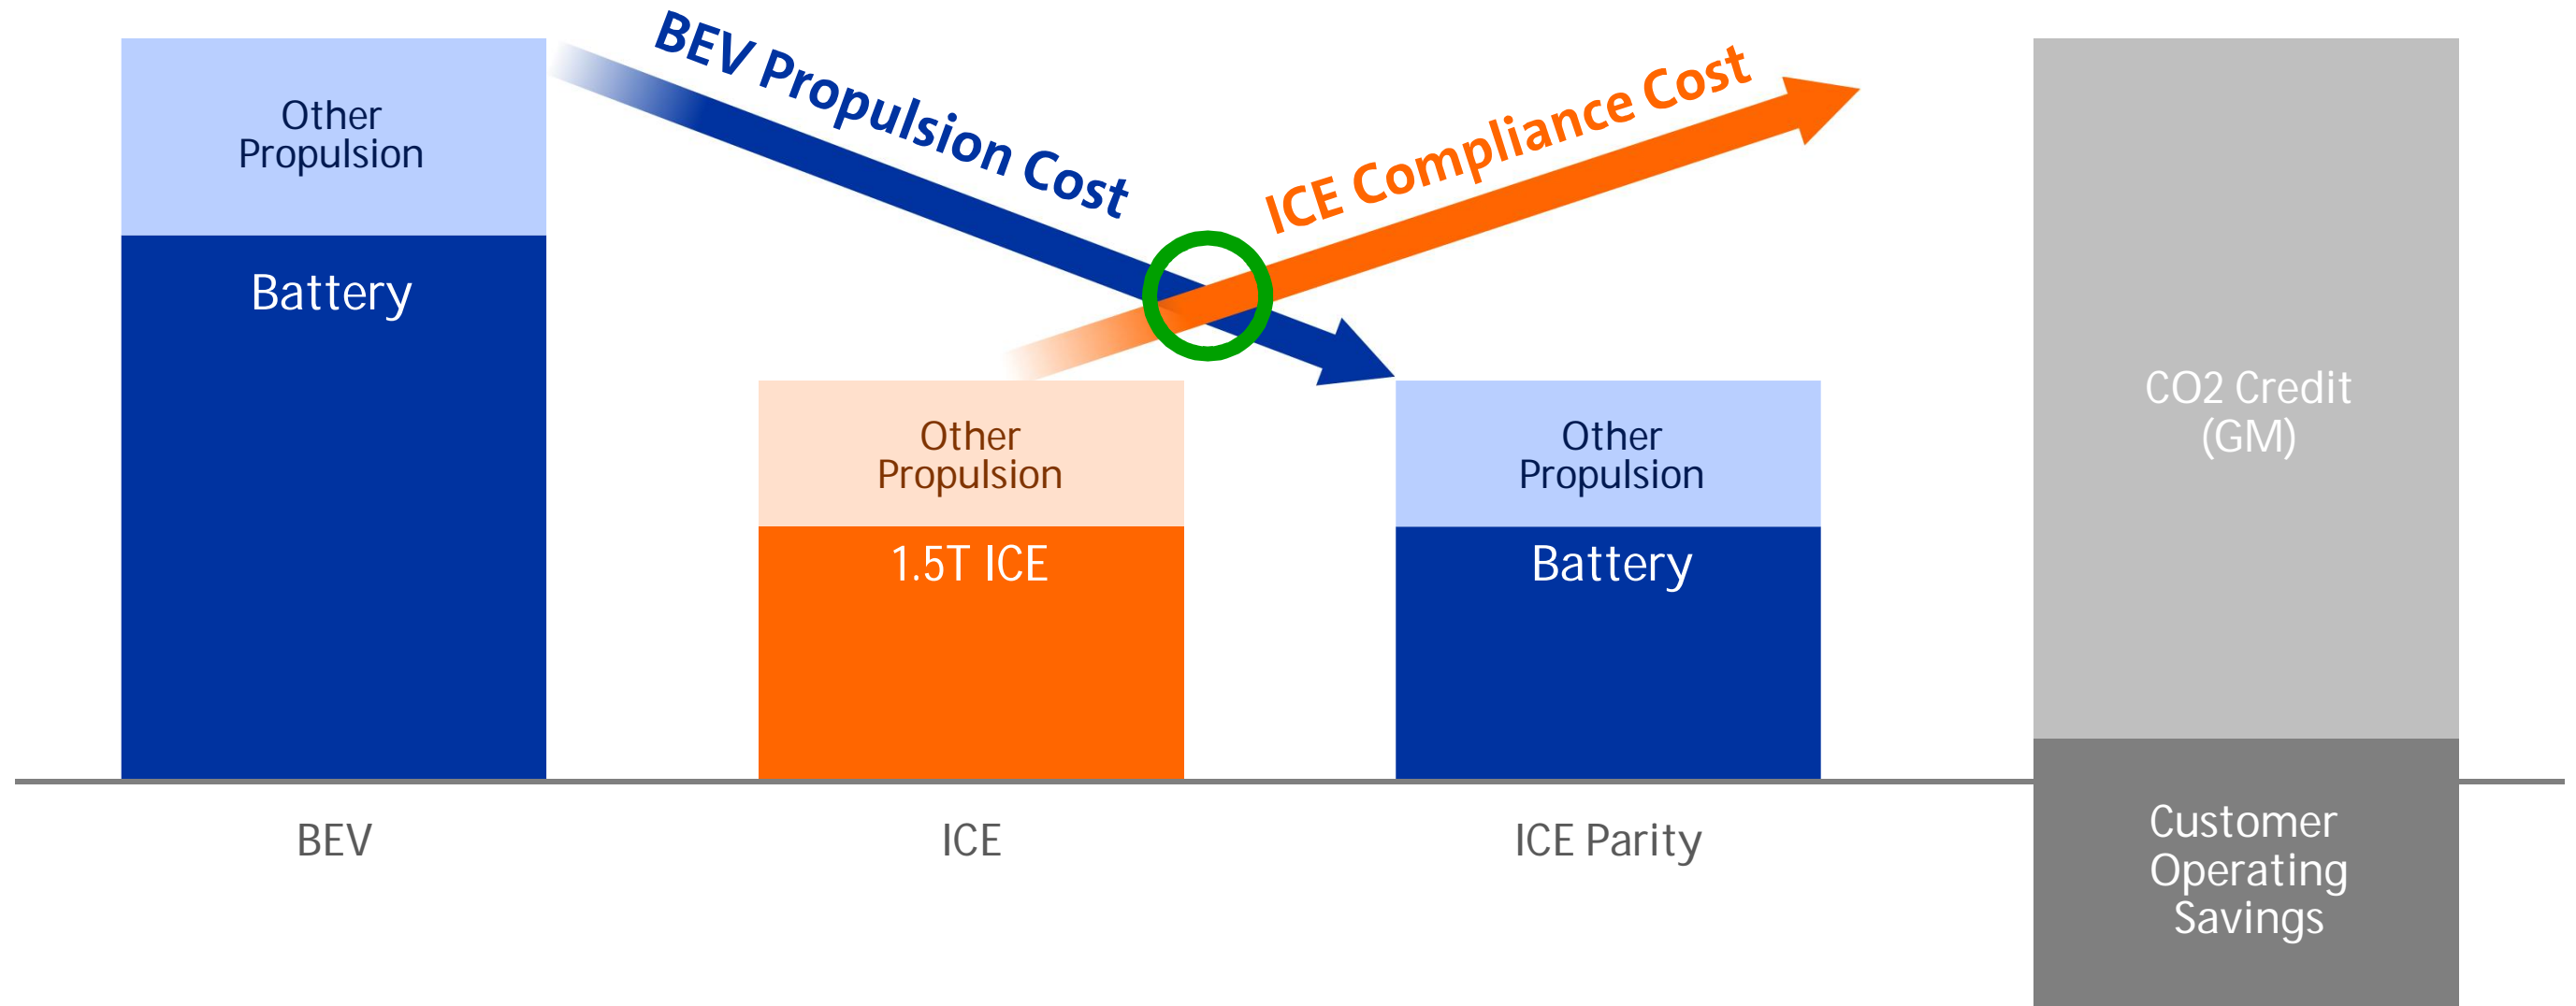 BEV Propulsion Cost
ICE Compliance Cost
Other
Propulsion
Battery
Other
Propulsion
1.5T ICE
Other
Propulsion
Battery
CO2 Credit
(GM)
BEV
ICE
ICE Parity
Customer
Operating
Savings